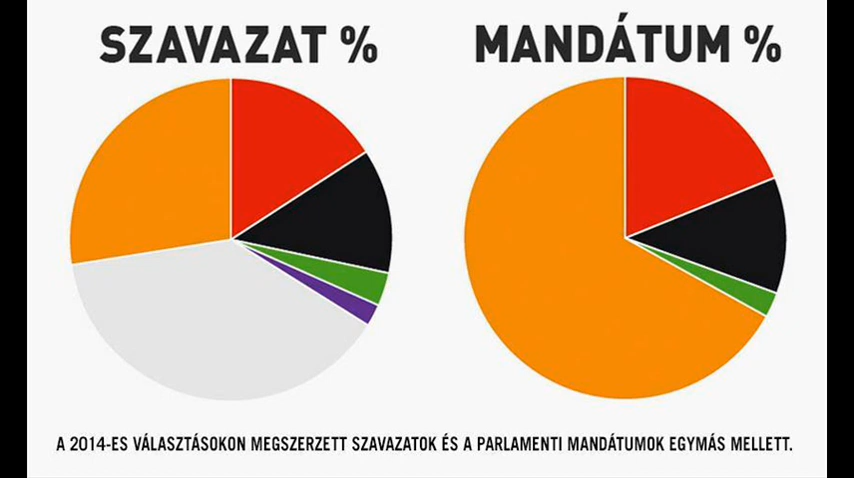 SZAVAZAT %
MANDÁTUM %
A 2014-ES VÁLASZTÁSOKON MEGSZERZETT SZAVAZATOK ÉS A PARLAMENTI MANDÁTUMOK EGYMÁS MELLETT.